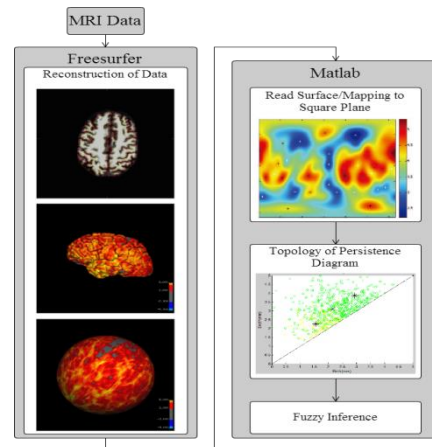 MRI Data
Freesurfer
Reconstruction of Data
Matlab
Read Surface/Mapping to
Square Plane
Topology of Persistence
Diagram
Fuzzy Inference